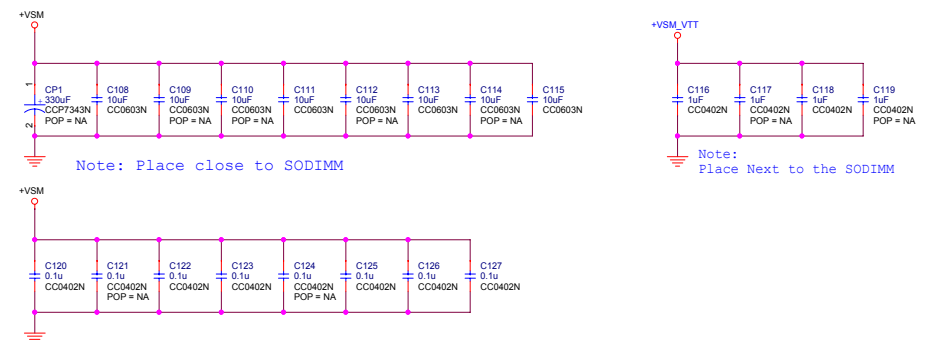 +VSM
1
2
CP1
+
330uF
CCP7343N
POP = NA
C108
10uF
CC0603N
C109
10uF
CC0603N
POP = NA
C110
10uF
CC0603N
POP = NA
C111
10uF
CC0603N
C112
10uF
CC0603N
POP = NA
C113
10uF
CC0603N
C114
10uF
CC0603N
POP = NA
C115
10uF
CC0603N
Note: Place close to SODIMM
+VSM_VTT
C116
1uF
CC0402N
C117
1uF
CC0402N
POP = NA
C118
1uF
CC0402N
C119
1uF
CC0402N
POP = NA
Note:
Place Next to the SODIMM
+VSM
C120
0.1u
CC0402N
C121
0.1u
CC0402N
POP = NA
C122
0.1u
CC0402N
C123
0.1u
CC0402N
C124
0.1u
CC0402N
POP = NA
C125
0.1u
CC0402N
C126
0.1u
CC0402N
C127
0.1u
CC0402N